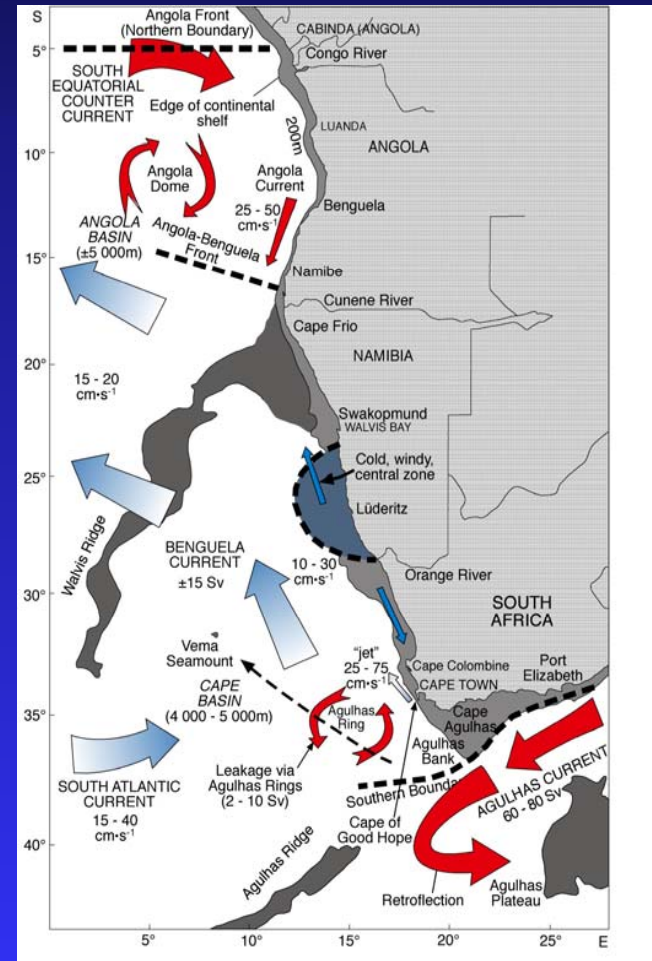 S
Angola Front
(Northern Boundary)
CABINDA (ANGOLA)
5°
Congo River
SOUTH
EQUATORIAL
COUNTER
CURRENT
Edge of continental
shelf
200m
LUANDA
10°
ANGOLA
Angola
Dome
Angola
Current
25 - 50
cm•s⁻¹
Benguela
ANGOLA
BASIN
(±5 000m)
Angola-Benguela
Front
15°
Namibe
Cunene River
Cape Frio
20°
NAMIBIA
15 - 20
cm•s⁻¹
Swakopmund
WALVIS BAY
Cold, windy,
central zone
25°
Lüderitz
Walvis Ridge
BENGUELA
CURRENT
±15 Sv
10 - 30
cm•s⁻¹
Orange River
30°
SOUTH
AFRICA
Vema
Seamount
"jet"
25 - 75
cm•s⁻¹
Cape Colombine
CAPE TOWN
Port
Elizabeth
CAPE
BASIN
(4 000 - 5 000m)
Agulhas
Ring
Cape
Agulhas
35°
Agulhas
Bank
Leakage via
Agulhas Rings
(2 - 10 Sv)
SOUTH ATLANTIC
CURRENT
15 - 40
cm•s⁻¹
Southern Bounda
AGULHAS CURRENT
60 - 80 Sv
Cape of
Good Hope
40°
Agulhas Ridge
Retroflection
Agulhas
Plateau
5°
10°
15°
20°
25°
E